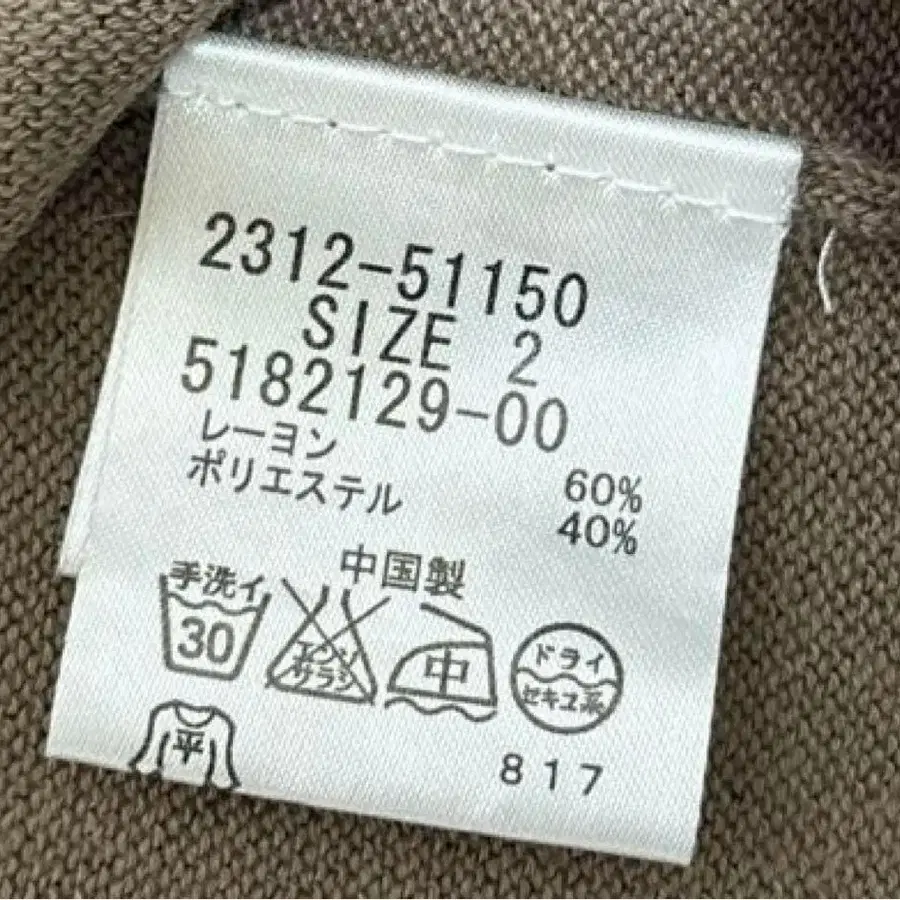 2312-51150
SIZE 2
5182129-00
レーヨン 60%
ポリエステル 40%
中国製
手洗イ
30
エンソ
サラシ
中
ドライ
セキユ系
平
817